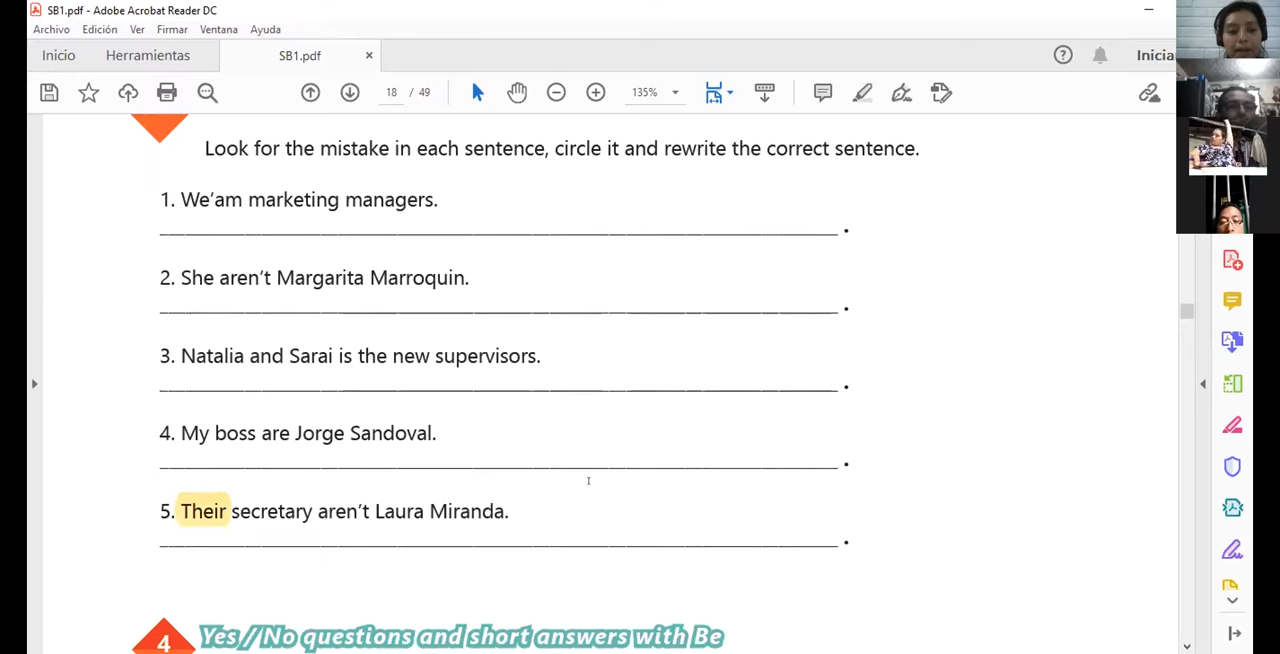 SB1.pdf - Adobe Acrobat Reader DC
Archivo Edición Ver Firmar Ventana Ayuda
Inicio Herramientas SB1.pdf × Inicia
18 / 49 135%
Look for the mistake in each sentence, circle it and rewrite the correct sentence.
1. We‘am marketing managers.
2. She aren’t Margarita Marroquin.
3. Natalia and Sarai is the new supervisors.
4. My boss are Jorge Sandoval.
5. Their secretary aren’t Laura Miranda.
4 Yes//No questions and short answers with Be